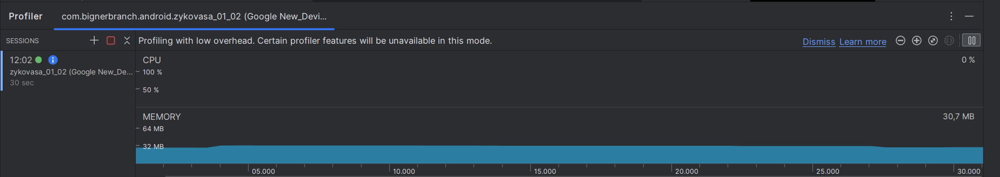 Profiler com.bignerbranch.android.zykovasa_01_02 (Google New_Devi...
SESSIONS
Profiling with low overhead. Certain profiler features will be unavailable in this mode. Dismiss Learn more
12:02
zykovasa_01_02 (Google New_De...
30 sec
CPU 0 %
100 %
50 %
MEMORY 30,7 MB
64 MB
32 MB
05.000 10.000 15.000 20.000 25.000 30.000